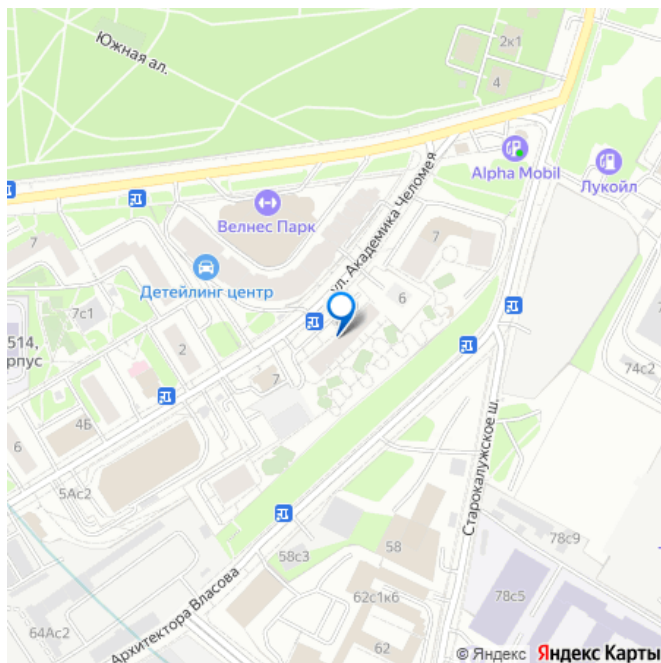 Южная ал.
2к1
4
Alpha Mobil
Лукойл
ул. Академика Челомея
Велнес Парк
7
7
Детейлинг центр
7с1
6
514,
рпус
2
7
74с2
4Б
6
Старокалужское ш.
5Ас2
58
78с9
58с3
62с1к6
78с5
Архитектора Власова
64Ас2
62
© Яндекс Яндекс Карты